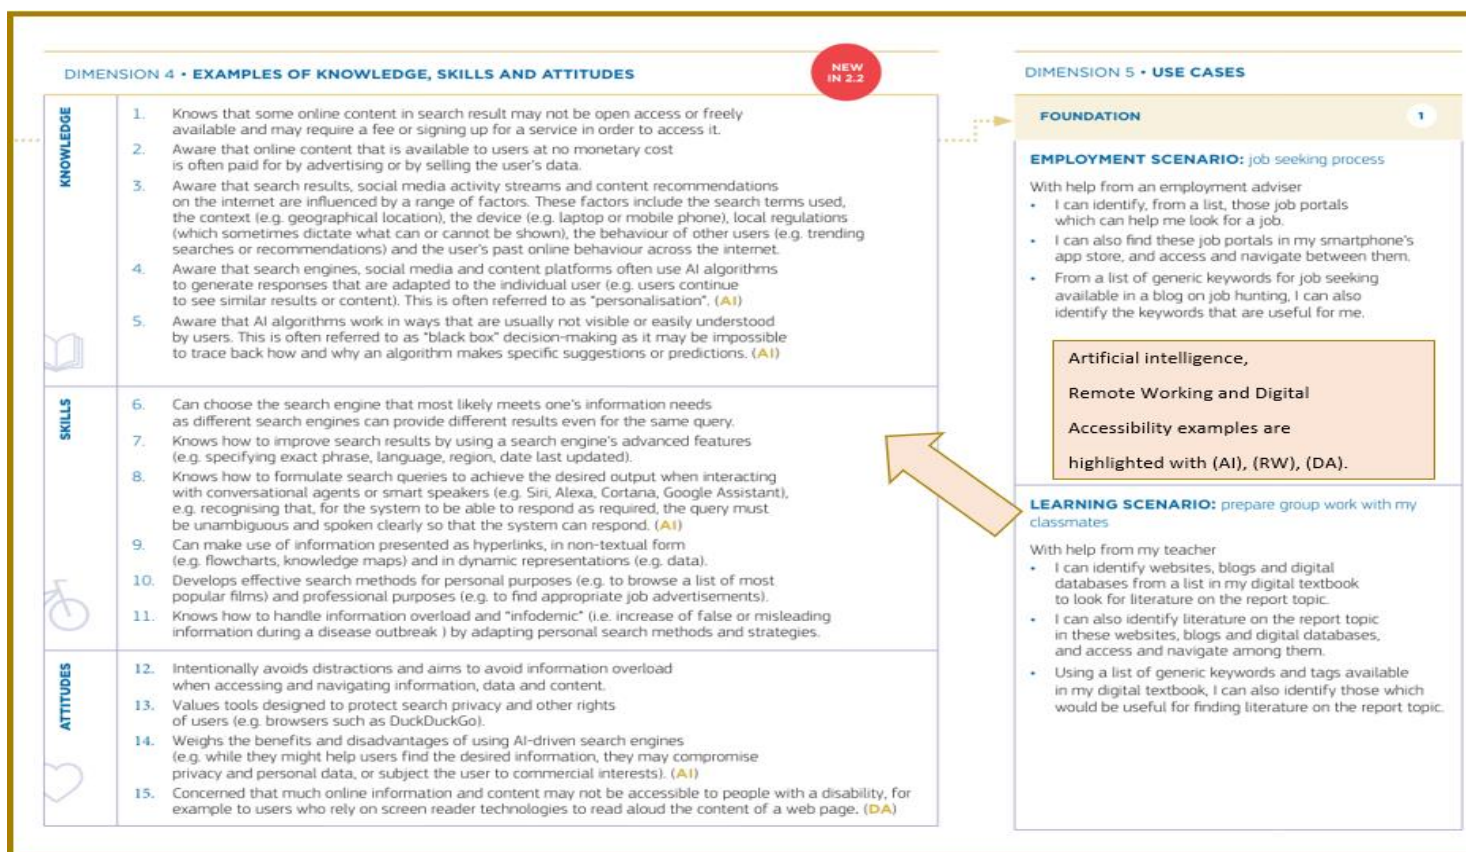 DIMENSION 4 • EXAMPLES OF KNOWLEDGE, SKILLS AND ATTITUDES
NEW
IN 2.2
KNOWLEDGE
1. Knows that some online content in search result may not be open access or freely
available and may require a fee or signing up for a service in order to access it.
2. Aware that online content that is available to users at no monetary cost
is often paid for by advertising or by selling the user's data.
3. Aware that search results, social media activity streams and content recommendations
on the internet are influenced by a range of factors. These factors include the search terms used,
the context (e.g. geographical location), the device (e.g. laptop or mobile phone), local regulations
(which sometimes dictate what can or cannot be shown), the behaviour of other users (e.g. trending
searches or recommendations) and the user's past online behaviour across the internet.
4. Aware that search engines, social media and content platforms often use AI algorithms
to generate responses that are adapted to the individual user (e.g. users continue
to see similar results or content). This is often referred to as "personalisation". (AI)
5. Aware that AI algorithms work in ways that are usually not visible or easily understood
by users. This is often referred to as "black box" decision-making as it may be impossible
to trace back how and why an algorithm makes specific suggestions or predictions. (AI)
SKILLS
6. Can choose the search engine that most likely meets one's information needs
as different search engines can provide different results even for the same query.
7. Knows how to improve search results by using a search engine's advanced features
(e.g. specifying exact phrase, language, region, date last updated).
8. Knows how to formulate search queries to achieve the desired output when interacting
with conversational agents or smart speakers (e.g. Siri, Alexa, Cortana, Google Assistant),
e.g. recognising that, for the system to be able to respond as required, the query must
be unambiguous and spoken clearly so that the system can respond. (AI)
9. Can make use of information presented as hyperlinks, in non-textual form
(e.g. flowcharts, knowledge maps) and in dynamic representations (e.g. data).
10. Develops effective search methods for personal purposes (e.g. to browse a list of most
popular films) and professional purposes (e.g. to find appropriate job advertisements).
11. Knows how to handle information overload and "infodemic" (i.e. increase of false or misleading
information during a disease outbreak ) by adapting personal search methods and strategies.
ATTITUDES
12. Intentionally avoids distractions and aims to avoid information overload
when accessing and navigating information, data and content.
13. Values tools designed to protect search privacy and other rights
of users (e.g. browsers such as DuckDuckGo).
14. Weighs the benefits and disadvantages of using AI-driven search engines
(e.g. while they might help users find the desired information, they may compromise
privacy and personal data, or subject the user to commercial interests). (AI)
15. Concerned that much online information and content may not be accessible to people with a disability, for
example to users who rely on screen reader technologies to read aloud the content of a web page. (DA)
DIMENSION 5 • USE CASES
FOUNDATION 1
EMPLOYMENT SCENARIO: job seeking process
With help from an employment adviser
• I can identify, from a list, those job portals
which can help me look for a job.
• I can also find these job portals in my smartphone's
app store, and access and navigate between them.
• From a list of generic keywords for job seeking
available in a blog on job hunting, I can also
identify the keywords that are useful for me.
Artificial intelligence,
Remote Working and Digital
Accessibility examples are
highlighted with (AI), (RW), (DA).
LEARNING SCENARIO: prepare group work with my
classmates
With help from my teacher
• I can identify websites, blogs and digital
databases from a list in my digital textbook
to look for literature on the report topic.
• I can also identify literature on the report topic
in these websites, blogs and digital databases,
and access and navigate among them.
• Using a list of generic keywords and tags available
in my digital textbook, I can also identify those which
would be useful for finding literature on the report topic.